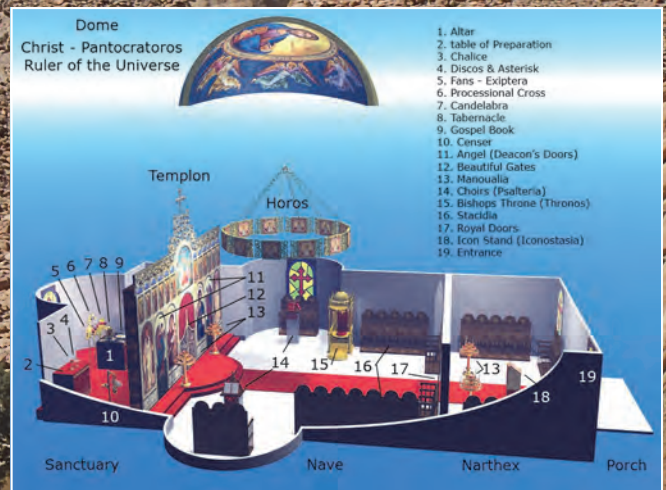 Dome
Christ - Pantocratoros
Ruler of the Universe
1. Altar
2. table of Preparation
3. Chalice
4. Discos & Asterisk
5. Fans - Exiptera
6. Processional Cross
7. Candelabra
8. Tabernacle
9. Gospel Book
10. Censer
11. Angel (Deacon's Doors)
12. Beautiful Gates
13. Manoualia
14. Choirs (Psalteria)
15. Bishops Throne (Thronos)
16. Stacidia
17. Royal Doors
18. Icon Stand (Iconostasia)
19. Entrance
Templon
Horos
5 6 7 8 9
11
12
13
3 4
2
1
10
14
15
16
17
13
18
19
Sanctuary
Nave
Narthex
Porch